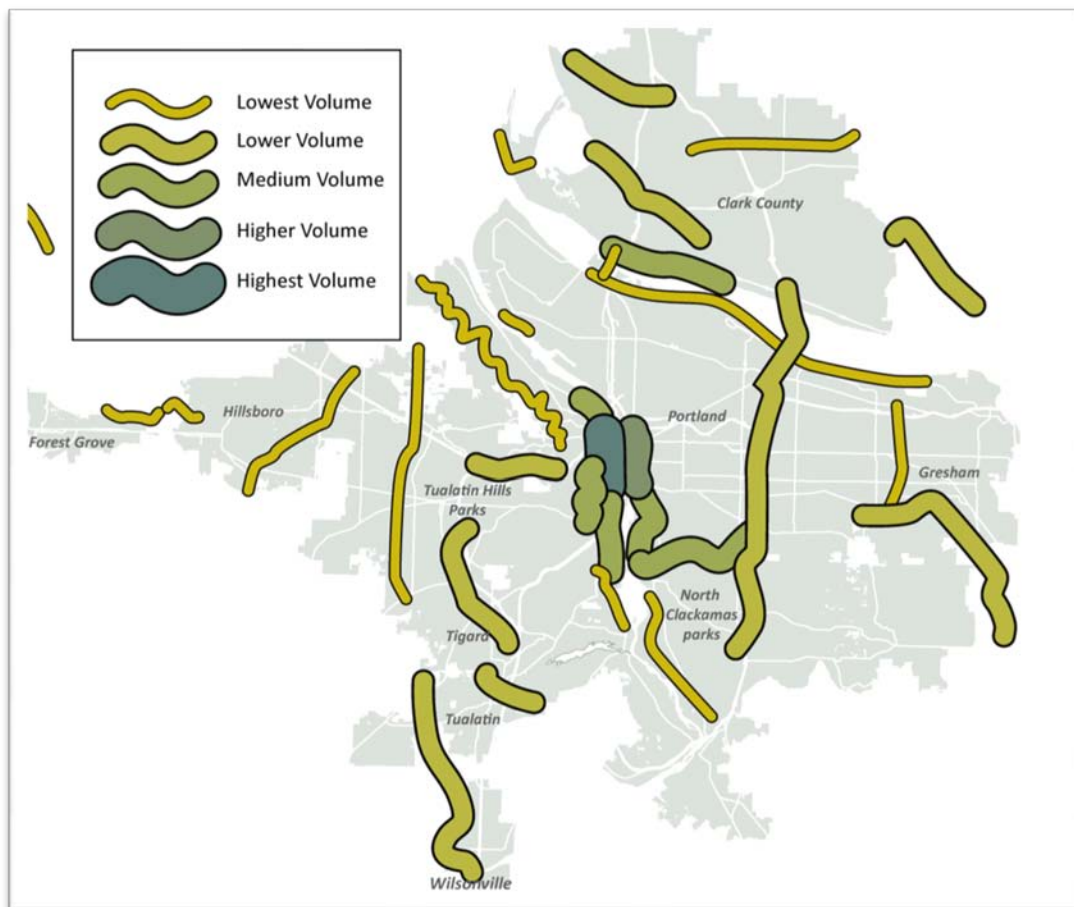 Lowest Volume
Lower Volume
Medium Volume
Higher Volume
Highest Volume
Clark County
Hillsboro
Portland
Forest Grove
Gresham
Tualatin Hills
Parks
North
Clackamas
parks
Tigard
Tualatin
Wilsonville